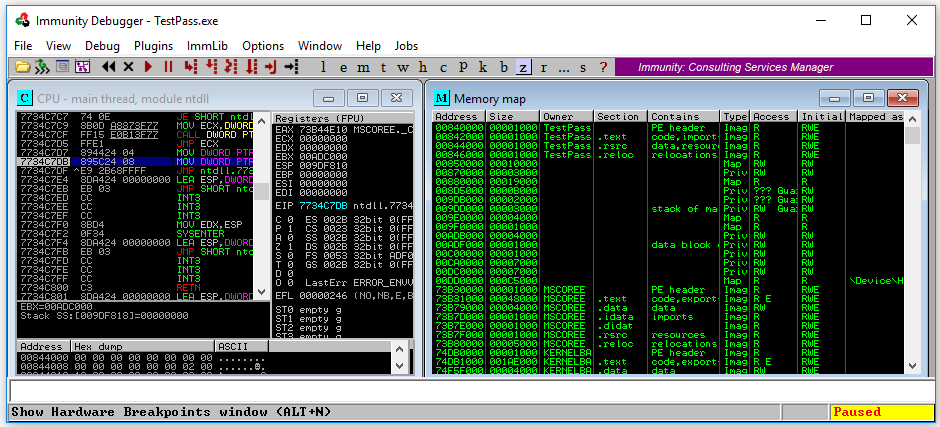 Immunity Debugger - TestPass.exe
File View Debug Plugins ImmLib Options Window Help Jobs
l e m t w h c p k b z r ... s ? Immunity: Consulting Services Manager
C CPU - main thread, module ntdll
7734C7C7 74 0E JE SHORT ntdl
7734C7C9 8B0D A8873F77 MOV ECX,DWORD
7734C7CF FF15 E0B13F77 CALL DWORD PT
7734C7D5 FFE1 JMP ECX
7734C7D7 894424 04 MOV DWORD PTR
7734C7DB 895C24 08 MOV DWORD PTR
7734C7DF ^E9 2B68FFFF JMP ntdll.773
7734C7E4 8DA424 00000000 LEA ESP,DWORD
7734C7EB EB 03 JMP SHORT ntd
7734C7ED CC INT3
7734C7EE CC INT3
7734C7EF CC INT3
7734C7F0 8BD4 MOV EDX,ESP
7734C7F2 0F34 SYSENTER
7734C7F4 8DA424 00000000 LEA ESP,DWORD
7734C7FB EB 03 JMP SHORT ntd
7734C7FD CC INT3
7734C7FE CC INT3
7734C7FF CC INT3
7734C800 C3 RETN
7734C801 8DA424 00000000 LEA ESP,DWORD
EBX=00ADC000
Stack SS:[009DF818]=00000000
Registers (FPU)
EAX 73B44E10 MSCOREE._C
ECX 00000000
EDX 00000000
EBX 00ADC000
ESP 009DF810
EBP 00000000
ESI 00000000
EDI 00000000
EIP 7734C7DB ntdll.7734
C 0 ES 002B 32bit 0(FF
P 1 CS 0023 32bit 0(FF
A 0 SS 002B 32bit 0(FF
Z 1 DS 002B 32bit 0(FF
S 0 FS 0053 32bit ADF0
T 0 GS 002B 32bit 0(FF
D 0
O 0 LastErr ERROR_ENVV
EFL 00000246 (NO,NB,E,B
ST0 empty g
ST1 empty g
ST2 empty g
Address Hex dump ASCII
00844000 00 00 00 00 00 00 00 00 ........
M Memory map
Address Size Owner Section Contains Type Access Initial Mapped as
00840000 00001000 TestPass PE header Imag R RWE
00842000 00001000 TestPass .text code,import Imag R RWE
00844000 00001000 TestPass .rsrc data,resour Imag R RWE
00846000 00001000 TestPass .reloc relocations Imag R RWE
00850000 00010000 Map RW RW
00870000 00003000 Priv RW RW
00880000 00019000 Map R R
008D5000 0000B000 Priv ??? Gua RW
009DB000 00002000 Priv ??? Gua RW
009DD000 00003000 stack of ma Priv RW Gua RW
009E0000 00004000 Map R R
009F0000 00001000 Map R R
00ADB000 00004000 Priv RW RW
00ADF000 00001000 data block Priv RW RW
00C00000 00001000 Priv RW RW
00CA0000 00007000 Priv RW RW
00DC0000 00007000 Priv RW RW
00DD0000 000C5000 Map R R \Device\H
73B30000 00001000 MSCOREE PE header Imag R RWE
73B31000 00048000 MSCOREE .text code,export Imag R E RWE
73B79000 00004000 MSCOREE .data data Imag RW RWE
73B7D000 00001000 MSCOREE .idata imports Imag R RWE
73B7E000 00001000 MSCOREE .didat Imag R RWE
73B7F000 00001000 MSCOREE .rsrc resources Imag R RWE
73B80000 00005000 MSCOREE .reloc relocations Imag R RWE
74DB0000 00001000 KERNELBA PE header Imag R RWE
74DB1000 001AE000 KERNELBA .text code,export Imag R E RWE
74F5F000 00004000 KERNELBA .data data Imag RW RWE
Show Hardware Breakpoints window (ALT+N) Paused